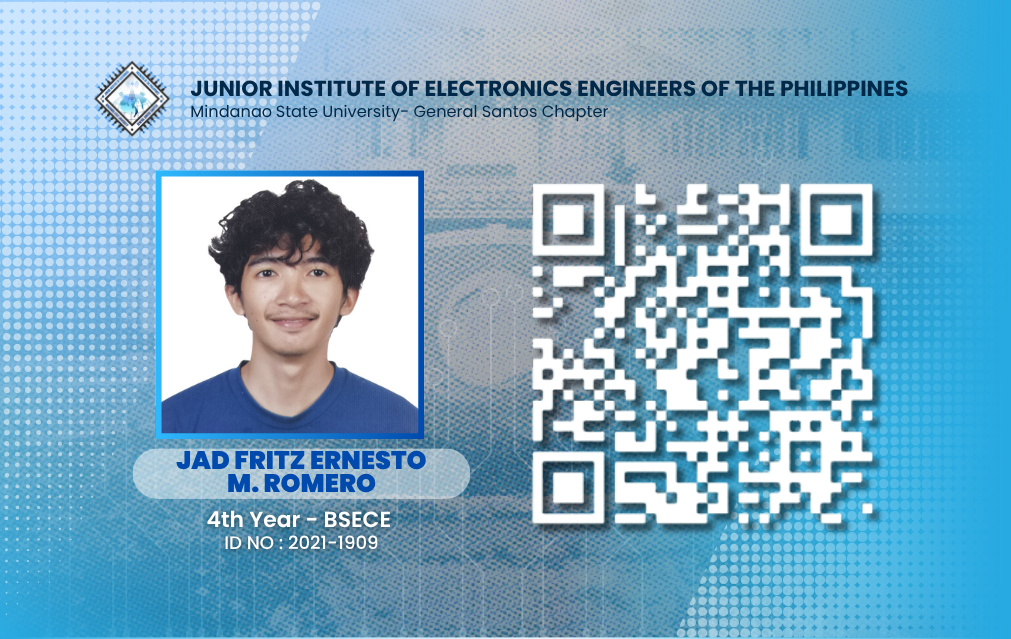 JUNIOR INSTITUTE OF ELECTRONICS ENGINEERS OF THE PHILIPPINES
Mindanao State University- General Santos Chapter
JAD FRITZ ERNESTO
M. ROMERO
4th Year - BSECE
ID NO : 2021-1909